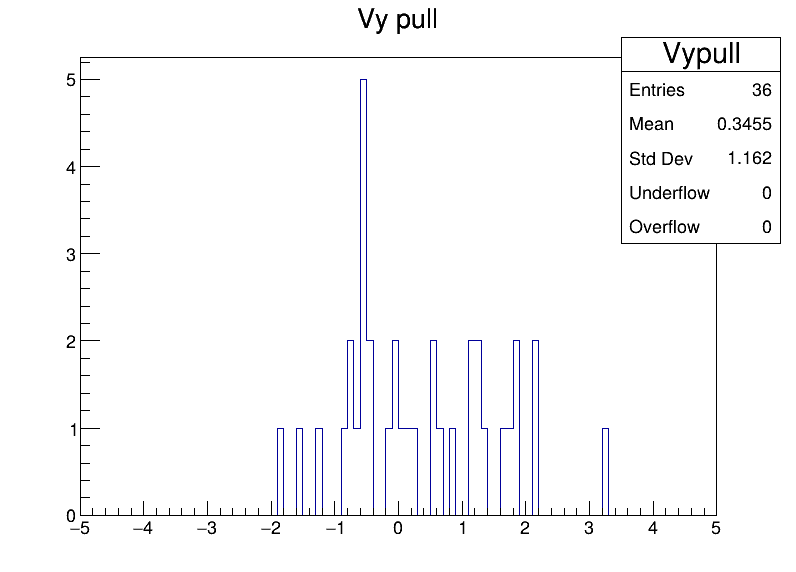 Vy pull
Vypull
Entries 36
Mean 0.3455
Std Dev 1.162
Underflow 0
Overflow 0
5
4
3
2
1
0
−5 −4 −3 −2 −1 0 1 2 3 4 5